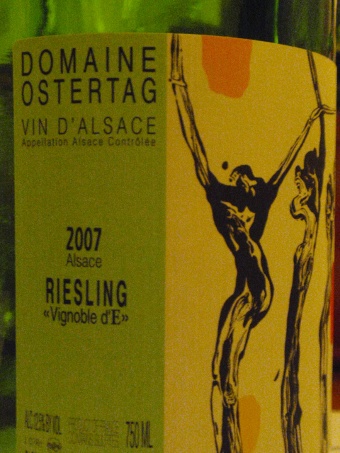 DOMAINE
OSTERTAG
VIN D'ALSACE
Appellation Alsace Contrôlée
2007
Alsace
RIESLING
«Vignoble d'E»
750 ML